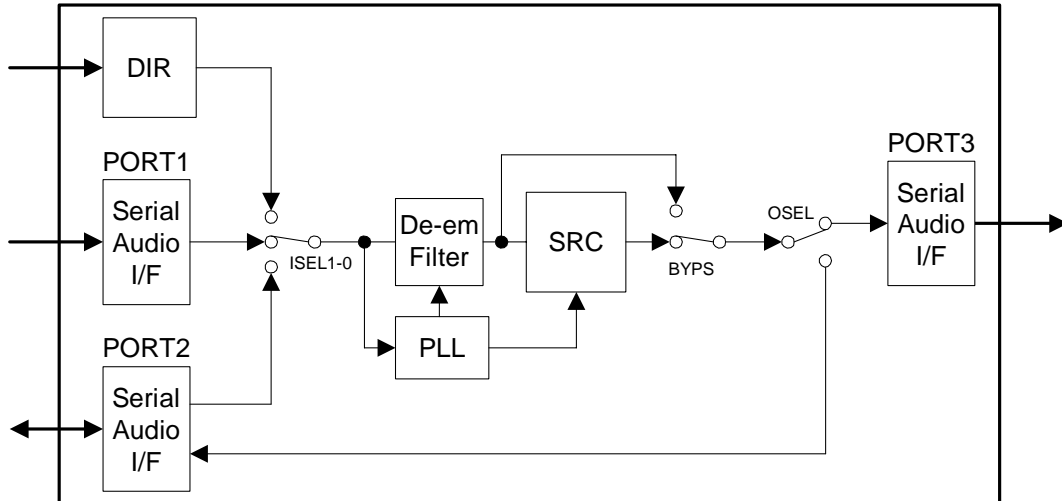 DIR
PORT1
Serial
Audio
I/F
ISEL1-0
De-em
Filter
PLL
SRC
BYPS
OSEL
PORT3
Serial
Audio
I/F
PORT2
Serial
Audio
I/F